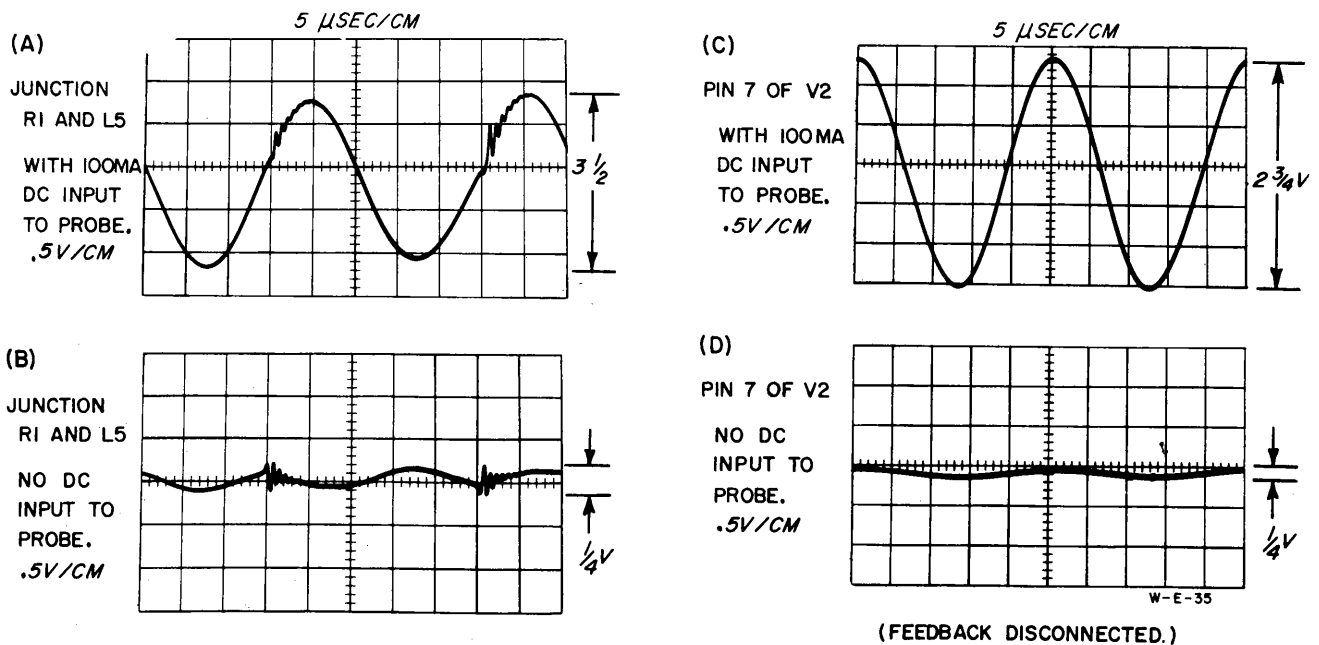 5 μSEC/CM
(A)
JUNCTION
R1 AND L5
WITH 100MA
DC INPUT
TO PROBE.
.5V/CM
3 1/2
(B)
JUNCTION
R1 AND L5
NO DC
INPUT TO
PROBE.
.5V/CM
1/4 V
5 μSEC/CM
(C)
PIN 7 OF V2
WITH 100MA
DC INPUT
TO PROBE.
.5V/CM
2 3/4 V
(D)
PIN 7 OF V2
NO DC
INPUT TO
PROBE.
.5V/CM
1/4 V
W-E-35
(FEEDBACK DISCONNECTED.)